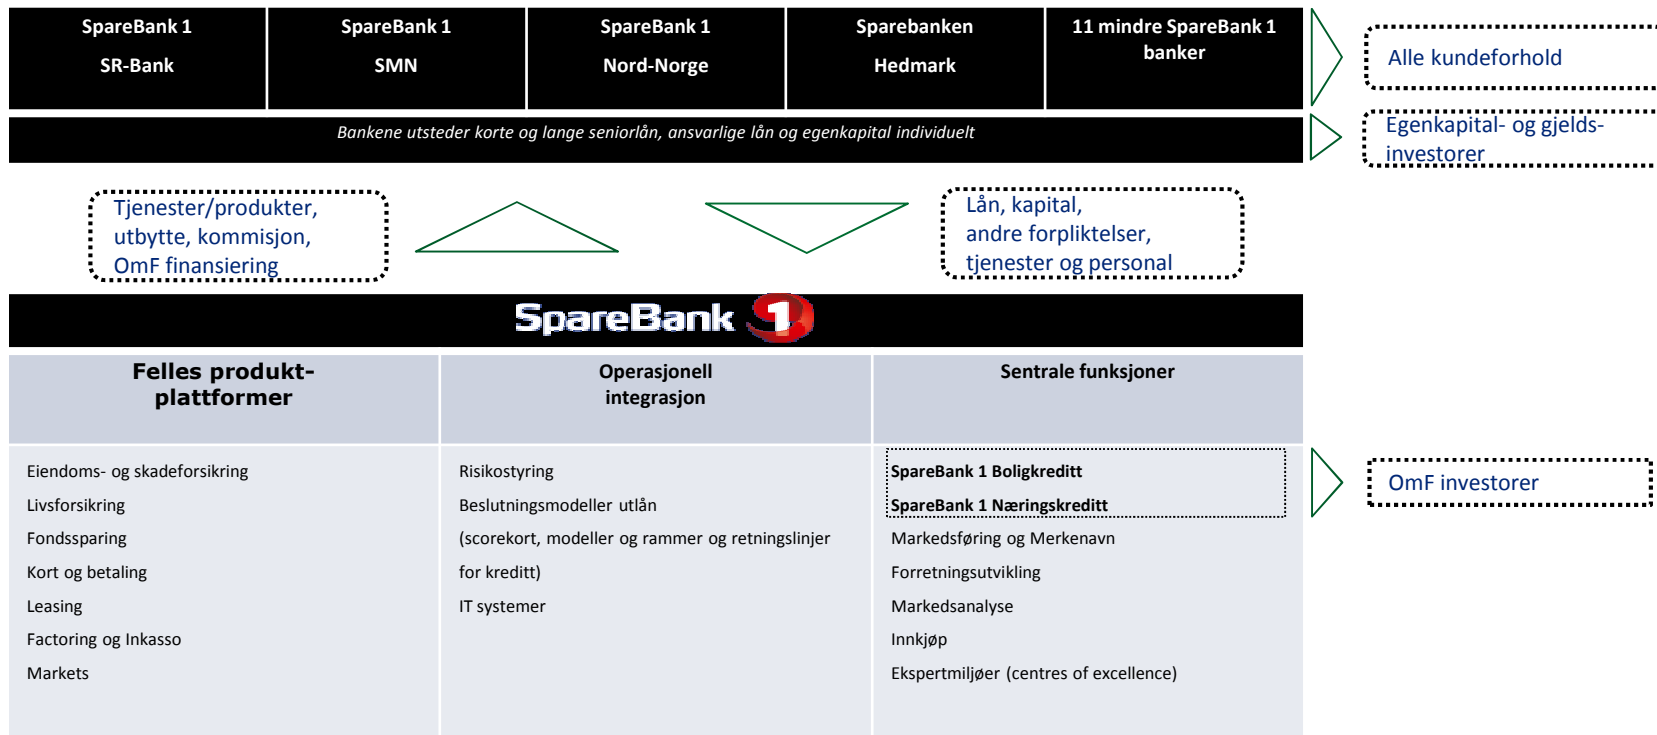 SpareBank 1
SR-Bank
SpareBank 1
SMN
SpareBank 1
Nord-Norge
Sparebanken
Hedmark
11 mindre SpareBank 1
banker
Alle kundeforhold
Bankene utsteder korte og lange seniorlån, ansvarlige lån og egenkapital individuelt
Egenkapital- og gjelds-
investorer
Tjenester/produkter,
utbytte, kommisjon,
OmF finansiering
Lån, kapital,
andre forpliktelser,
tjenester og personal
SpareBank 1
Felles produkt-
plattformer
Operasjonell
integrasjon
Sentrale funksjoner
Eiendoms- og skadeforsikring
Livsforsikring
Fondssparing
Kort og betaling
Leasing
Factoring og Inkasso
Markets
Risikostyring
Beslutningsmodeller utlån
(scorekort, modeller og rammer og retningslinjer
for kreditt)
IT systemer
SpareBank 1 Boligkreditt
SpareBank 1 Næringskreditt
Markedsføring og Merkenavn
Forretningsutvikling
Markedsanalyse
Innkjøp
Ekspertmiljøer (centres of excellence)
OmF investorer